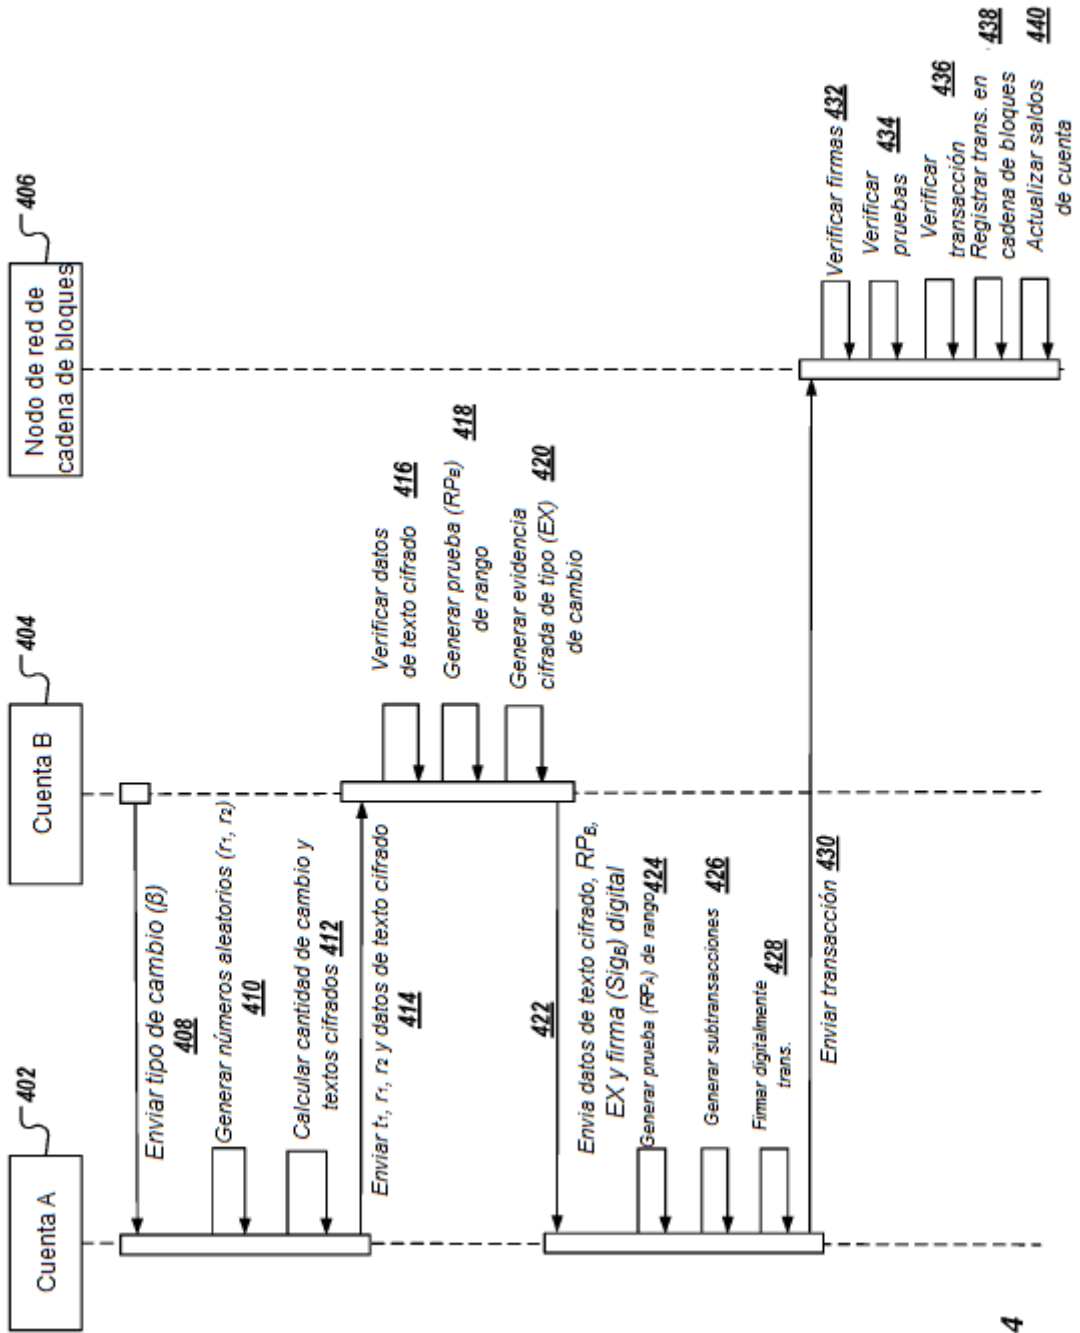 402
404
406
Cuenta A
Cuenta B
Nodo de red de
cadena de bloques
Enviar tipo de cambio (β)
408
Generar números aleatorios (r1, r2)
410
Calcular cantidad de cambio y
textos cifrados 412
Enviar t1, r1, r2 y datos de texto cifrado
414
Verificar datos
de texto cifrado 416
Generar prueba (RPB) 418
de rango
Generar evidencia
cifrada de tipo (EX) 420
de cambio
422
Envia datos de texto cifrado, RPB,
EX y firma (SigB) digital
Generar prueba (RPA) de rango 424
Generar subtransacciones 426
Firmar digitalmente 428
trans.
Enviar transacción 430
Verificar firmas 432
Verificar
pruebas 434
Verificar
transacción 436
Registrar trans. en
cadena de bloques 438
Actualizar saldos 440
de cuenta
4